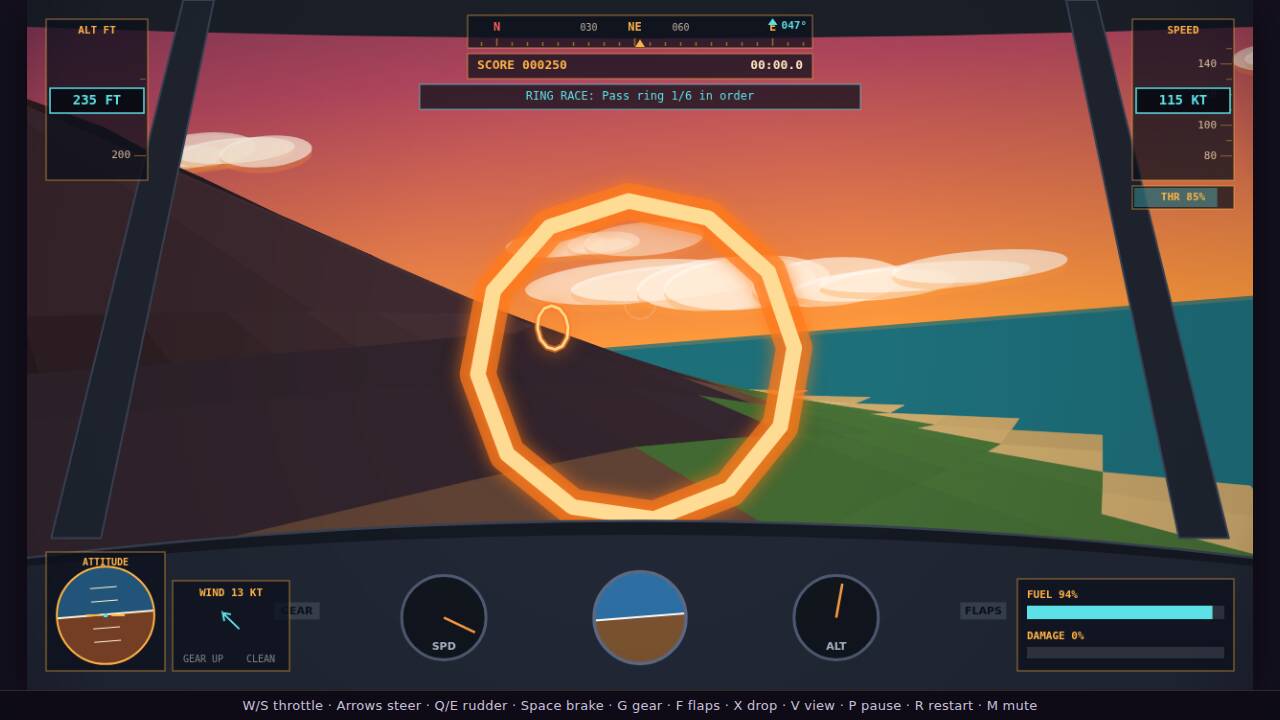 ALT FT
235 FT
200
N 030 NE 060 E 047°
SCORE 000250 00:00.0
RING RACE: Pass ring 1/6 in order
SPEED
140
115 KT
100
80
THR 85%
ATTITUDE
WIND 13 KT
GEAR UP CLEAN
GEAR
SPD
ALT
FLAPS
FUEL 94%
DAMAGE 0%
W/S throttle · Arrows steer · Q/E rudder · Space brake · G gear · F flaps · X drop · V view · P pause · R restart · M mute